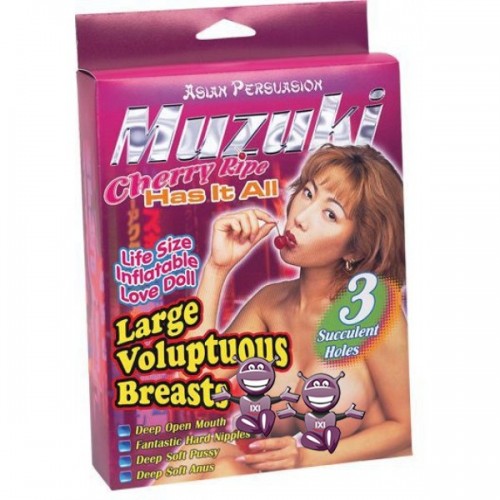 Asian Persuasion
Muzuki
Cherry Ripe
Has It All
Life Size
Inflatable
Love Doll
Large
Voluptuous
Breasts
3
Succulent
Holes
Deep Open Mouth
Fantastic Hard Nipples
Deep Soft Pussy
Deep Soft Anus